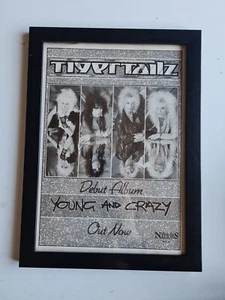 TIGERTAILZ
Debut Album
YOUNG AND CRAZY
Out Now